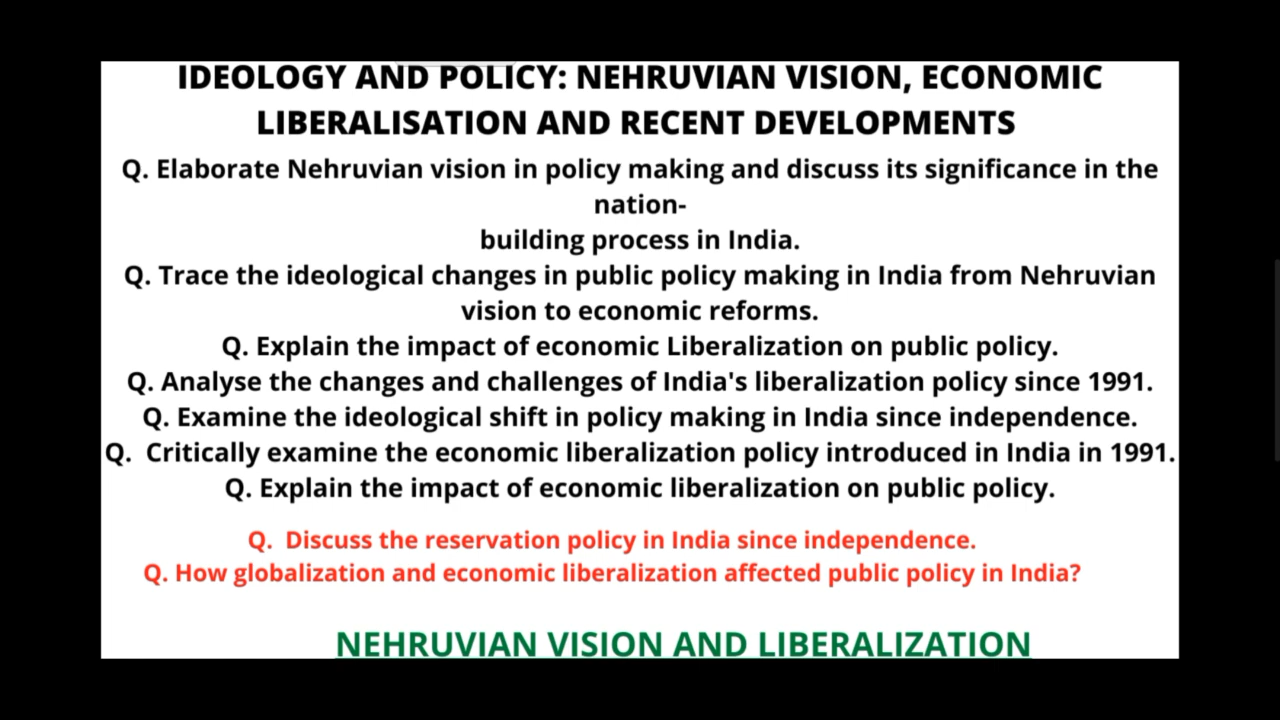 IDEOLOGY AND POLICY: NEHRUVIAN VISION, ECONOMIC
LIBERALISATION AND RECENT DEVELOPMENTS
Q. Elaborate Nehruvian vision in policy making and discuss its significance in the
nation-
building process in India.
Q. Trace the ideological changes in public policy making in India from Nehruvian
vision to economic reforms.
Q. Explain the impact of economic Liberalization on public policy.
Q. Analyse the changes and challenges of India's liberalization policy since 1991.
Q. Examine the ideological shift in policy making in India since independence.
Q.  Critically examine the economic liberalization policy introduced in India in 1991.
Q. Explain the impact of economic liberalization on public policy.
Q.  Discuss the reservation policy in India since independence.
Q. How globalization and economic liberalization affected public policy in India?
NEHRUVIAN VISION AND LIBERALIZATION